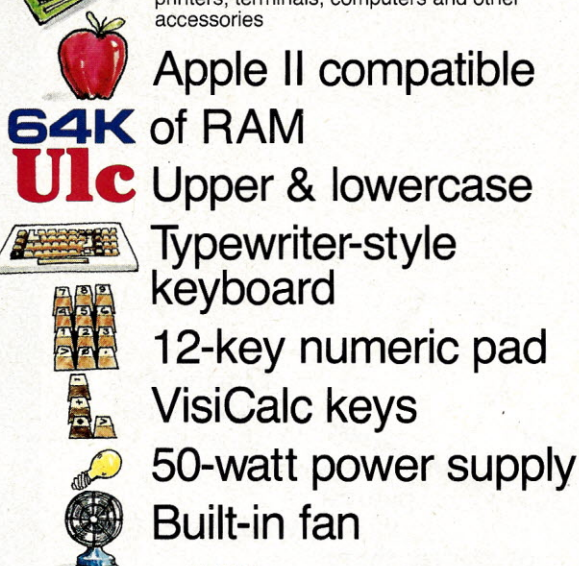 printers, terminals, computers and other
accessories
Apple II compatible
64K of RAM
Ulc Upper & lowercase
Typewriter-style
keyboard
12-key numeric pad
VisiCalc keys
50-watt power supply
Built-in fan